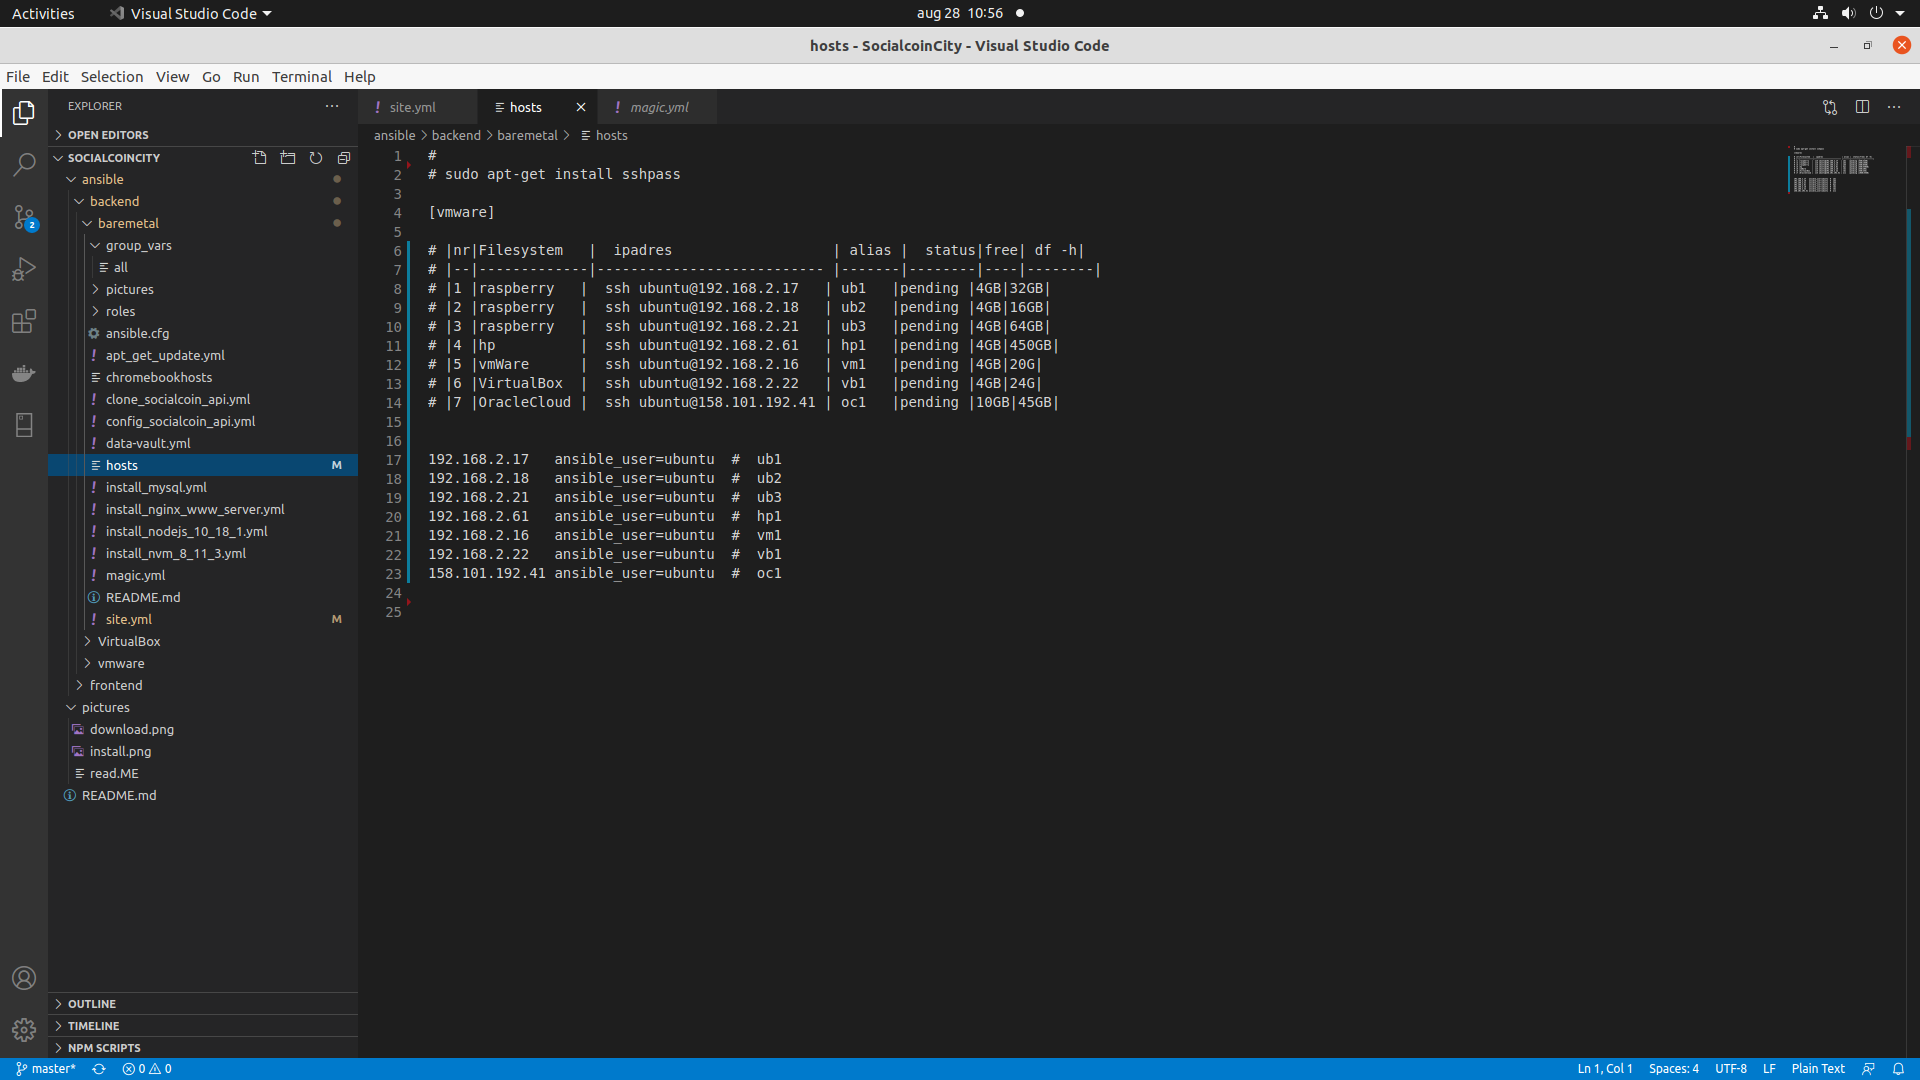 Activities
Visual Studio Code
aug 28 10:56
hosts - SocialcoinCity - Visual Studio Code
File Edit Selection View Go Run Terminal Help
EXPLORER
OPEN EDITORS
SOCIALCOINCITY
ansible
backend
baremetal
group_vars
all
pictures
roles
ansible.cfg
apt_get_update.yml
chromebookhosts
clone_socialcoin_api.yml
config_socialcoin_api.yml
data-vault.yml
hosts M
install_mysql.yml
install_nginx_www_server.yml
install_nodejs_10_18_1.yml
install_nvm_8_11_3.yml
magic.yml
README.md
site.yml M
VirtualBox
vmware
frontend
pictures
download.png
install.png
read.ME
README.md
OUTLINE
TIMELINE
NPM SCRIPTS
2
site.yml hosts magic.yml
ansible > backend > baremetal > hosts
1 #
2 # sudo apt-get install sshpass
3
4 [vmware]
5
6 # |nr|Filesystem   |  ipadres                   | alias |  status|free| df -h|
7 # |--|-------------|--------------------------- |-------|--------|----|--------|
8 # |1 |raspberry   |  ssh ubuntu@192.168.2.17   | ub1   |pending |4GB|32GB|
9 # |2 |raspberry   |  ssh ubuntu@192.168.2.18   | ub2   |pending |4GB|16GB|
10 # |3 |raspberry   |  ssh ubuntu@192.168.2.21   | ub3   |pending |4GB|64GB|
11 # |4 |hp          |  ssh ubuntu@192.168.2.61   | hp1   |pending |4GB|450GB|
12 # |5 |vmWare      |  ssh ubuntu@192.168.2.16   | vm1   |pending |4GB|20G|
13 # |6 |VirtualBox  |  ssh ubuntu@192.168.2.22   | vb1   |pending |4GB|24G|
14 # |7 |OracleCloud |  ssh ubuntu@158.101.192.41 | oc1   |pending |10GB|45GB|
15
16
17 192.168.2.17   ansible_user=ubuntu  #  ub1
18 192.168.2.18   ansible_user=ubuntu  #  ub2
19 192.168.2.21   ansible_user=ubuntu  #  ub3
20 192.168.2.61   ansible_user=ubuntu  #  hp1
21 192.168.2.16   ansible_user=ubuntu  #  vm1
22 192.168.2.22   ansible_user=ubuntu  #  vb1
23 158.101.192.41 ansible_user=ubuntu  #  oc1
24
25
master* 0 0
Ln 1, Col 1 Spaces: 4 UTF-8 LF Plain Text